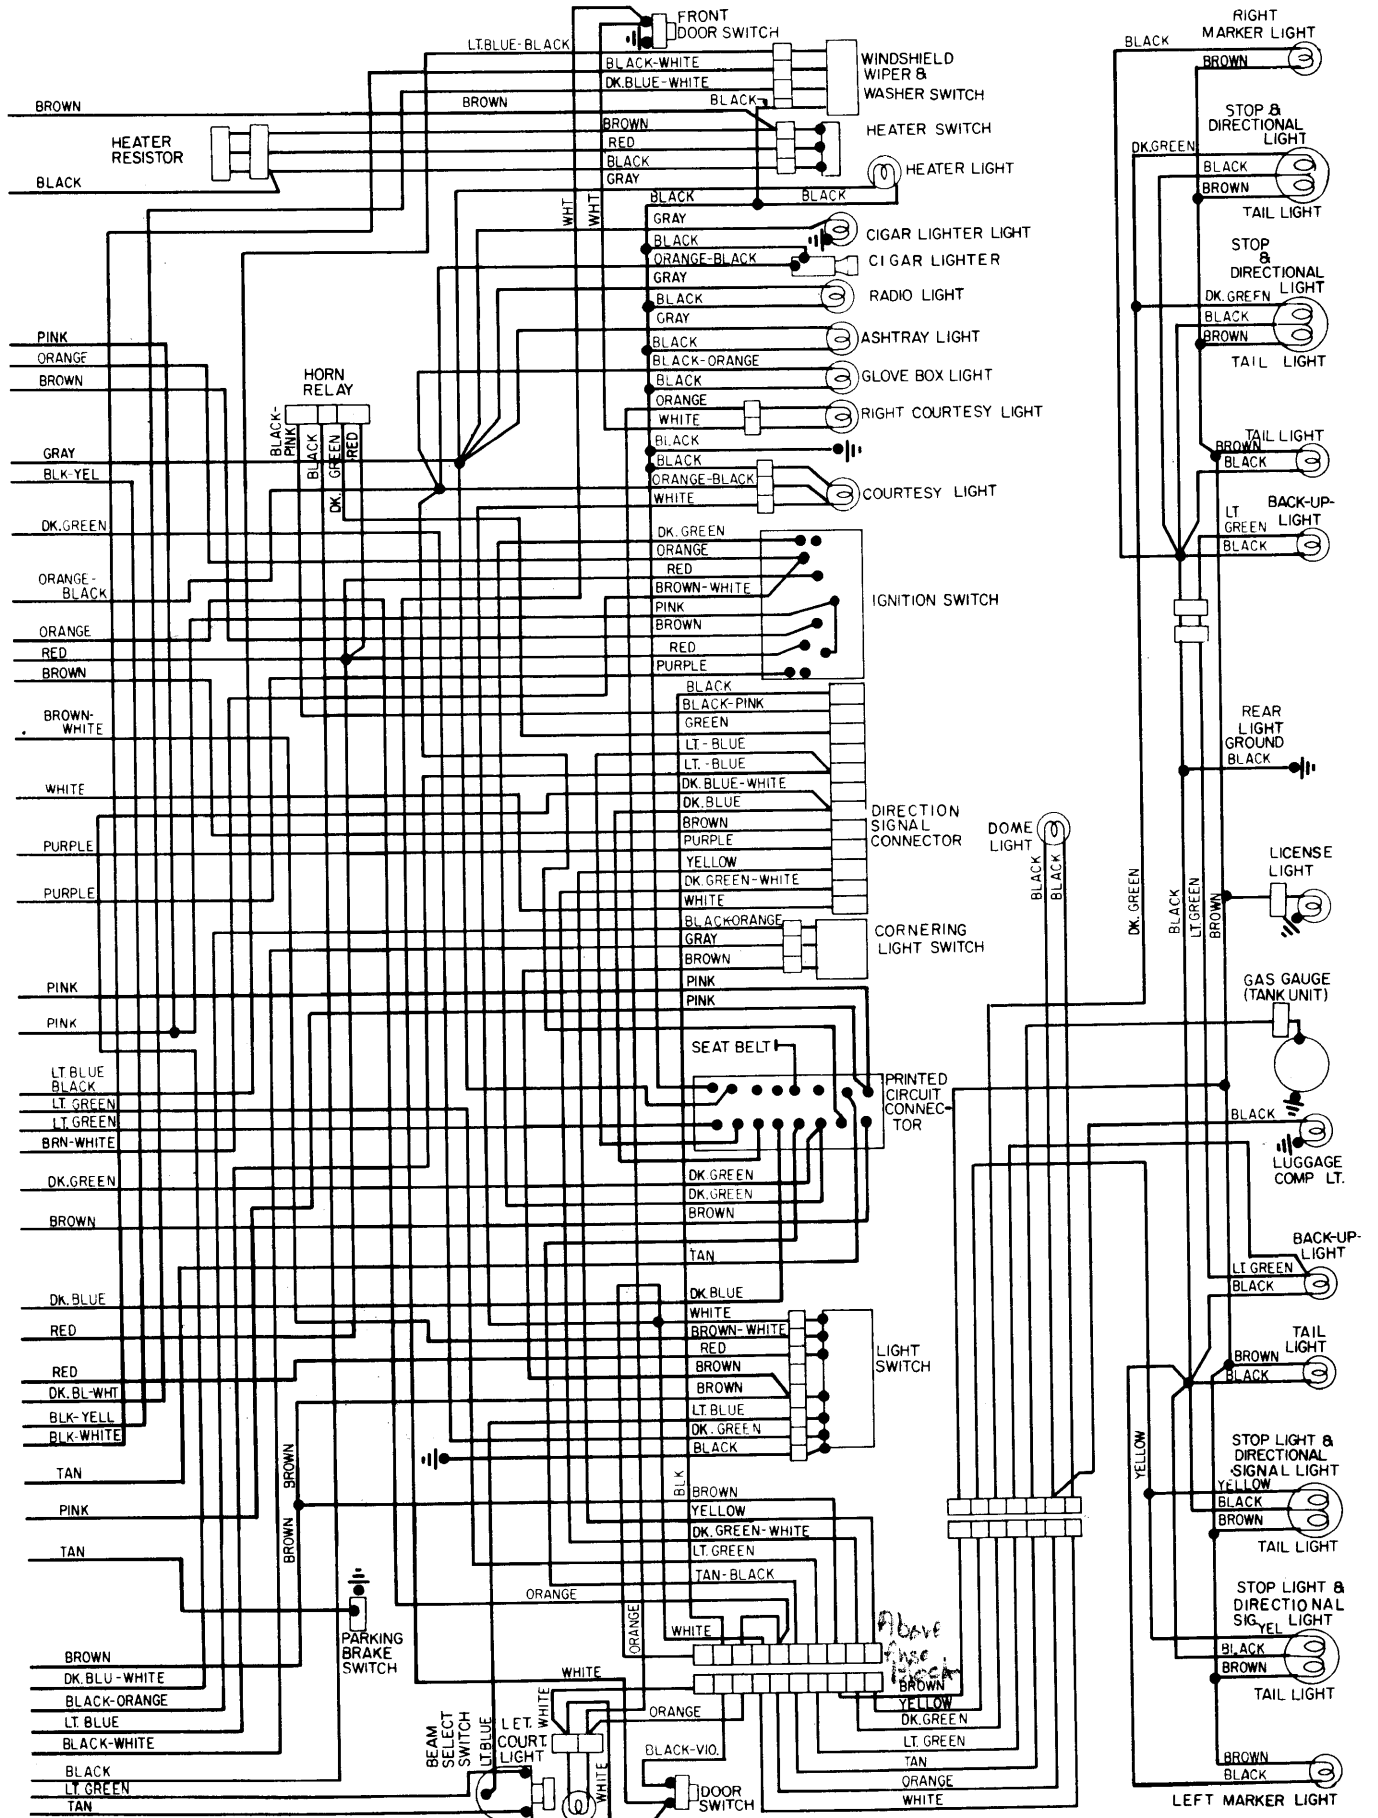 FRONT
DOOR SWITCH
LT.BLUE-BLACK
BLACK-WHITE
DK.BLUE-WHITE
BLACK
WINDSHIELD
WIPER &
WASHER SWITCH
BROWN
BROWN
BROWN
RED
BLACK
GRAY
HEATER SWITCH
HEATER
RESISTOR
BLACK
HEATER LIGHT
BLACK
BLACK
WHT
WHT
GRAY
CIGAR LIGHTER LIGHT
BLACK
ORANGE-BLACK
CIGAR LIGHTER
GRAY
BLACK
RADIO LIGHT
GRAY
BLACK
ASHTRAY LIGHT
BLACK-ORANGE
BLACK
GLOVE BOX LIGHT
ORANGE
WHITE
RIGHT COURTESY LIGHT
BLACK
BLACK
ORANGE-BLACK
WHITE
COURTESY LIGHT
PINK
ORANGE
BROWN
HORN
RELAY
BLACK-
PINK
BLACK
DK. GREEN
RED
GRAY
BLK-YEL
DK.GREEN
ORANGE-
BLACK
ORANGE
RED
BROWN
BROWN-
WHITE
WHITE
PURPLE
PURPLE
PINK
PINK
LT.BLUE
BLACK
LT. GREEN
LT. GREEN
BRN-WHITE
DK.GREEN
BROWN
DK. BLUE
RED
RED
DK. BL-WHT
BLK-YELL
BLK-WHITE
TAN
PINK
TAN
BROWN
DK. BLU-WHITE
BLACK-ORANGE
LT. BLUE
BLACK-WHITE
BLACK
LT. GREEN
TAN
DK. GREEN
ORANGE
RED
BROWN-WHITE
PINK
BROWN
RED
PURPLE
IGNITION SWITCH
BLACK
BLACK-PINK
GREEN
LT.-BLUE
LT.-BLUE
DK.BLUE-WHITE
DK.BLUE
BROWN
PURPLE
YELLOW
DK.GREEN-WHITE
WHITE
DIRECTION
SIGNAL
CONNECTOR
BLACK-ORANGE
GRAY
BROWN
CORNERING
LIGHT SWITCH
PINK
PINK
SEAT BELT
PRINTED
CIRCUIT
CONNEC-
TOR
DK.GREEN
DK.GREEN
BROWN
TAN
DK.BLUE
WHITE
BROWN-WHITE
RED
BROWN
BROWN
LT.BLUE
DK. GREEN
BLACK
LIGHT
SWITCH
BROWN
BROWN
BLK
BROWN
YELLOW
DK. GREEN-WHITE
LT. GREEN
TAN-BLACK
ORANGE
ORANGE
WHITE
Above
fuse
block
PARKING
BRAKE
SWITCH
WHITE
WHITE
ORANGE
BLACK-VIO.
BEAM
SELECT
SWITCH
LT.BLUE
LET.
COURT.
LIGHT
WHITE
DOOR
SWITCH
BROWN
YELLOW
DK.GREEN
LT. GREEN
TAN
ORANGE
WHITE
DOME
LIGHT
BLACK
BLACK
RIGHT
MARKER LIGHT
BLACK
BROWN
STOP &
DIRECTIONAL
LIGHT
DK.GREEN
BLACK
BROWN
TAIL LIGHT
STOP
&
DIRECTIONAL
LIGHT
DK. GREEN
BLACK
BROWN
TAIL LIGHT
TAIL LIGHT
BROWN
BLACK
BACK-UP-
LIGHT
LT
GREEN
BLACK
REAR
LIGHT
GROUND
BLACK
LICENSE
LIGHT
DK. GREEN
BLACK
LT.GREEN
BROWN
GAS GAUGE
(TANK UNIT)
BLACK
LUGGAGE
COMP LT.
BACK-UP-
LIGHT
LT GREEN
BLACK
TAIL
LIGHT
BROWN
BLACK
YELLOW
STOP LIGHT &
DIRECTIONAL
SIGNAL LIGHT
YELLOW
BLACK
BROWN
TAIL LIGHT
STOP LIGHT &
DIRECTIONAL
SIG. LIGHT
YEL
BLACK
BROWN
TAIL LIGHT
BROWN
BLACK
LEFT MARKER LIGHT